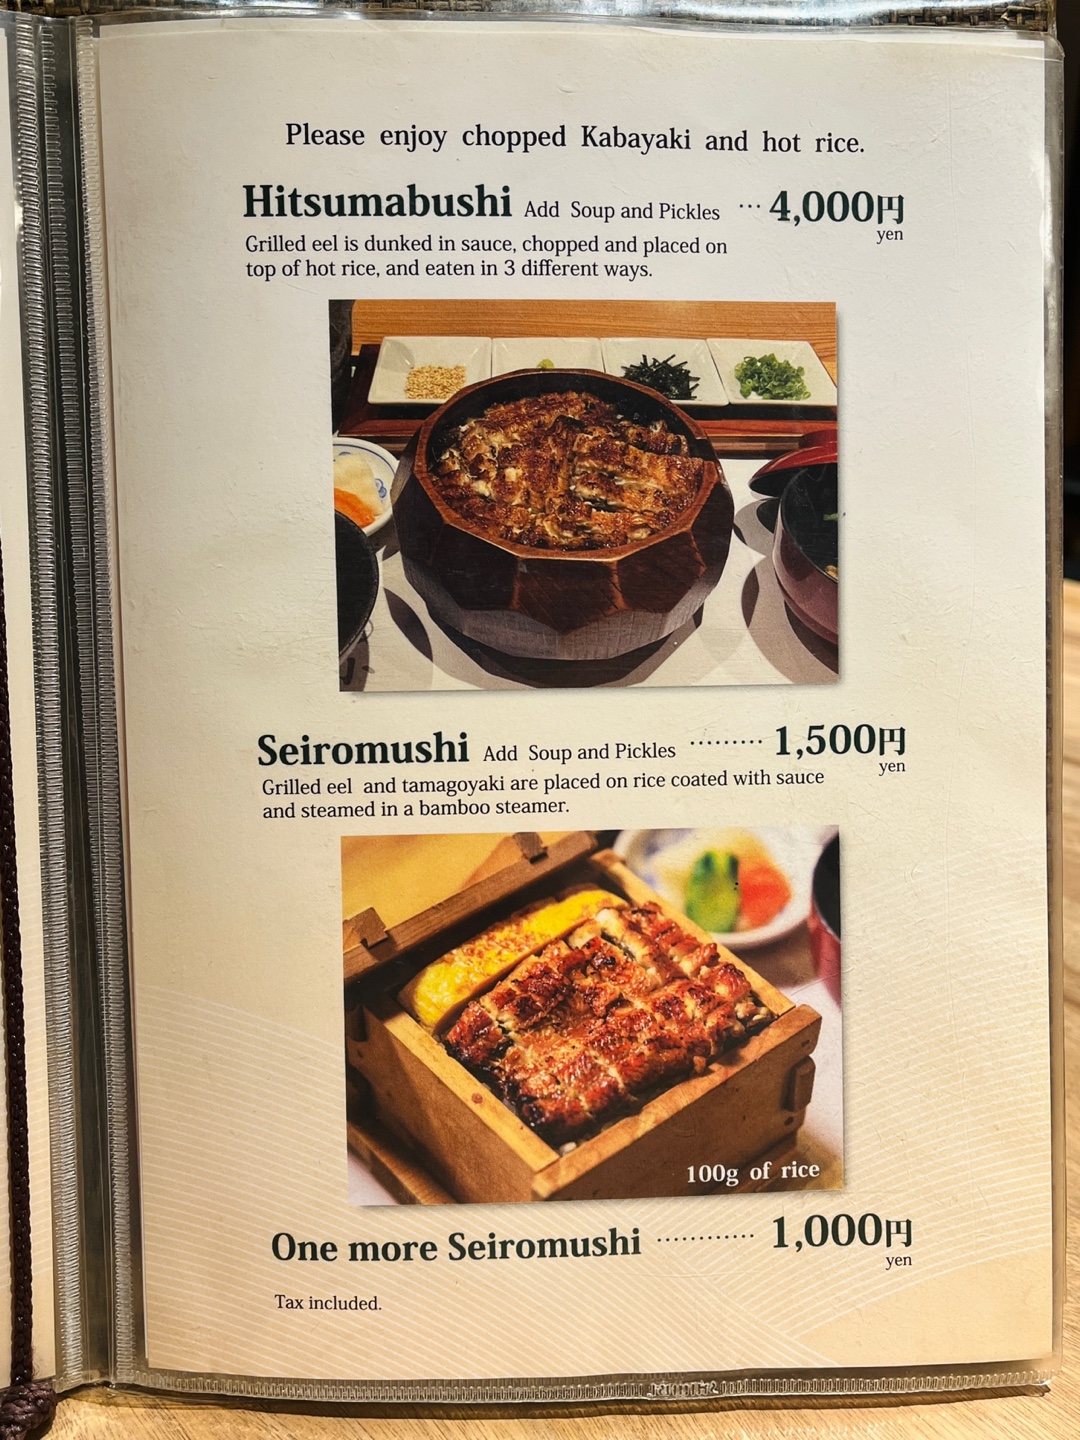 Please enjoy chopped Kabayaki and hot rice.
Hitsumabushi Add Soup and Pickles ··· 4,000円
yen
Grilled eel is dunked in sauce, chopped and placed on
top of hot rice, and eaten in 3 different ways.
Seiromushi Add Soup and Pickles ········· 1,500円
yen
Grilled eel and tamagoyaki are placed on rice coated with sauce
and steamed in a bamboo steamer.
100g of rice
One more Seiromushi ············ 1,000円
yen
Tax included.